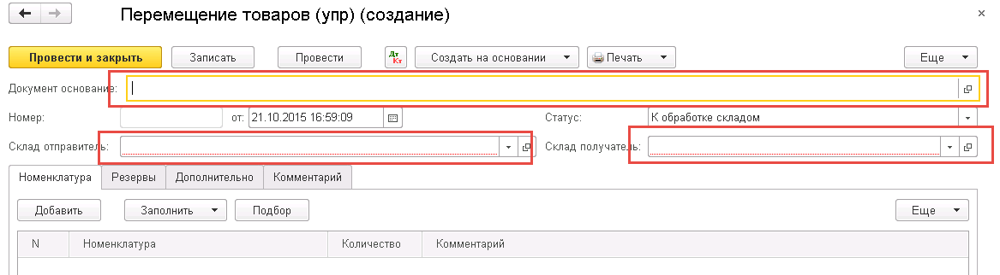 Перемещение товаров (упр) (создание)
Провести и закрыть Записать Провести Дт Кт Создать на основании Печать Еще
Документ основание:
Номер: от: 21.10.2015 16:59:09 Статус: К обработке складом
Склад отправитель: Склад получатель:
Номенклатура Резервы Дополнительно Комментарий
Добавить Заполнить Подбор Еще
N Номенклатура Количество Комментарий